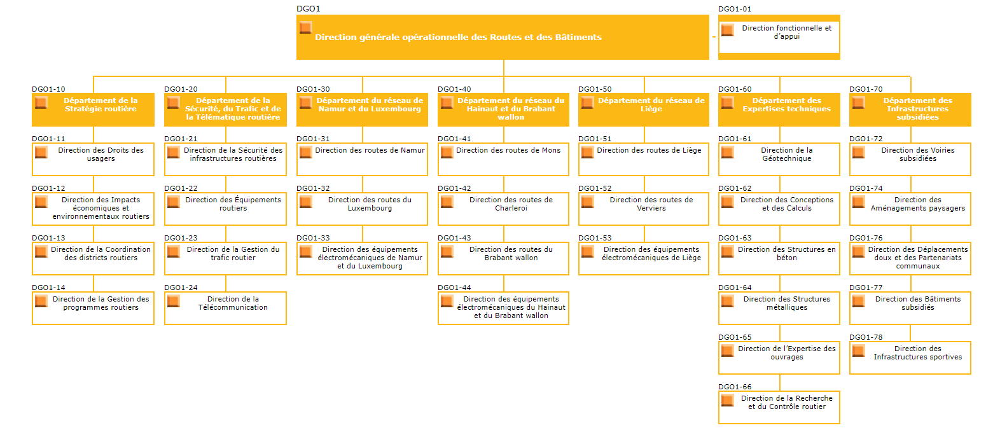 DGO1
Direction générale opérationnelle des Routes et des Bâtiments
-
DGO1-01
Direction fonctionnelle et
d’appui
DGO1-10
Département de la
Stratégie routière
DGO1-11
Direction des Droits des
usagers
DGO1-12
Direction des Impacts
économiques et
environnementaux routiers
DGO1-13
Direction de la Coordination
des districts routiers
DGO1-14
Direction de la Gestion des
programmes routiers
DGO1-20
Département de la
Sécurité, du Trafic et de
la Télématique routière
DGO1-21
Direction de la Sécurité des
infrastructures routières
DGO1-22
Direction des Équipements
routiers
DGO1-23
Direction de la Gestion du
trafic routier
DGO1-24
Direction de la
Télécommunication
DGO1-30
Département du réseau de
Namur et du Luxembourg
DGO1-31
Direction des routes de Namur
DGO1-32
Direction des routes du
Luxembourg
DGO1-33
Direction des équipements
électromécaniques de Namur
et du Luxembourg
DGO1-40
Département du réseau du
Hainaut et du Brabant
wallon
DGO1-41
Direction des routes de Mons
DGO1-42
Direction des routes de
Charleroi
DGO1-43
Direction des routes du
Brabant wallon
DGO1-44
Direction des équipements
électromécaniques du Hainaut
et du Brabant wallon
DGO1-50
Département du réseau de
Liège
DGO1-51
Direction des routes de Liège
DGO1-52
Direction des routes de
Verviers
DGO1-53
Direction des équipements
électromécaniques de Liège
DGO1-60
Département des
Expertises techniques
DGO1-61
Direction de la
Géotechnique
DGO1-62
Direction des Conceptions
et des Calculs
DGO1-63
Direction des Structures en
béton
DGO1-64
Direction des Structures
métalliques
DGO1-65
Direction de l’Expertise des
ouvrages
DGO1-66
Direction de la Recherche
et du Contrôle routier
DGO1-70
Département des
Infrastructures
subsidiées
DGO1-72
Direction des Voiries
subsidiées
DGO1-74
Direction des
Aménagements paysagers
DGO1-76
Direction des Déplacements
doux et des Partenariats
communaux
DGO1-77
Direction des Bâtiments
subsidiés
DGO1-78
Direction des
Infrastructures sportives